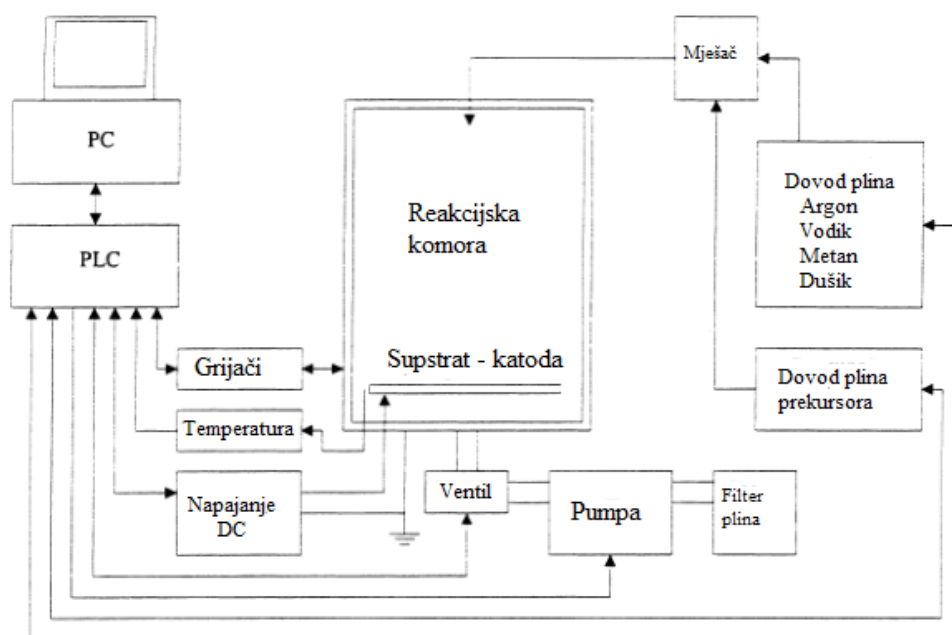 PC
PLC
Reakcijska
komora
Supstrat - katoda
Mješač
Dovod plina
Argon
Vodik
Metan
Dušik
Dovod plina
prekursora
Grijači
Temperatura
Napajanje
DC
Ventil
Pumpa
Filter
plina